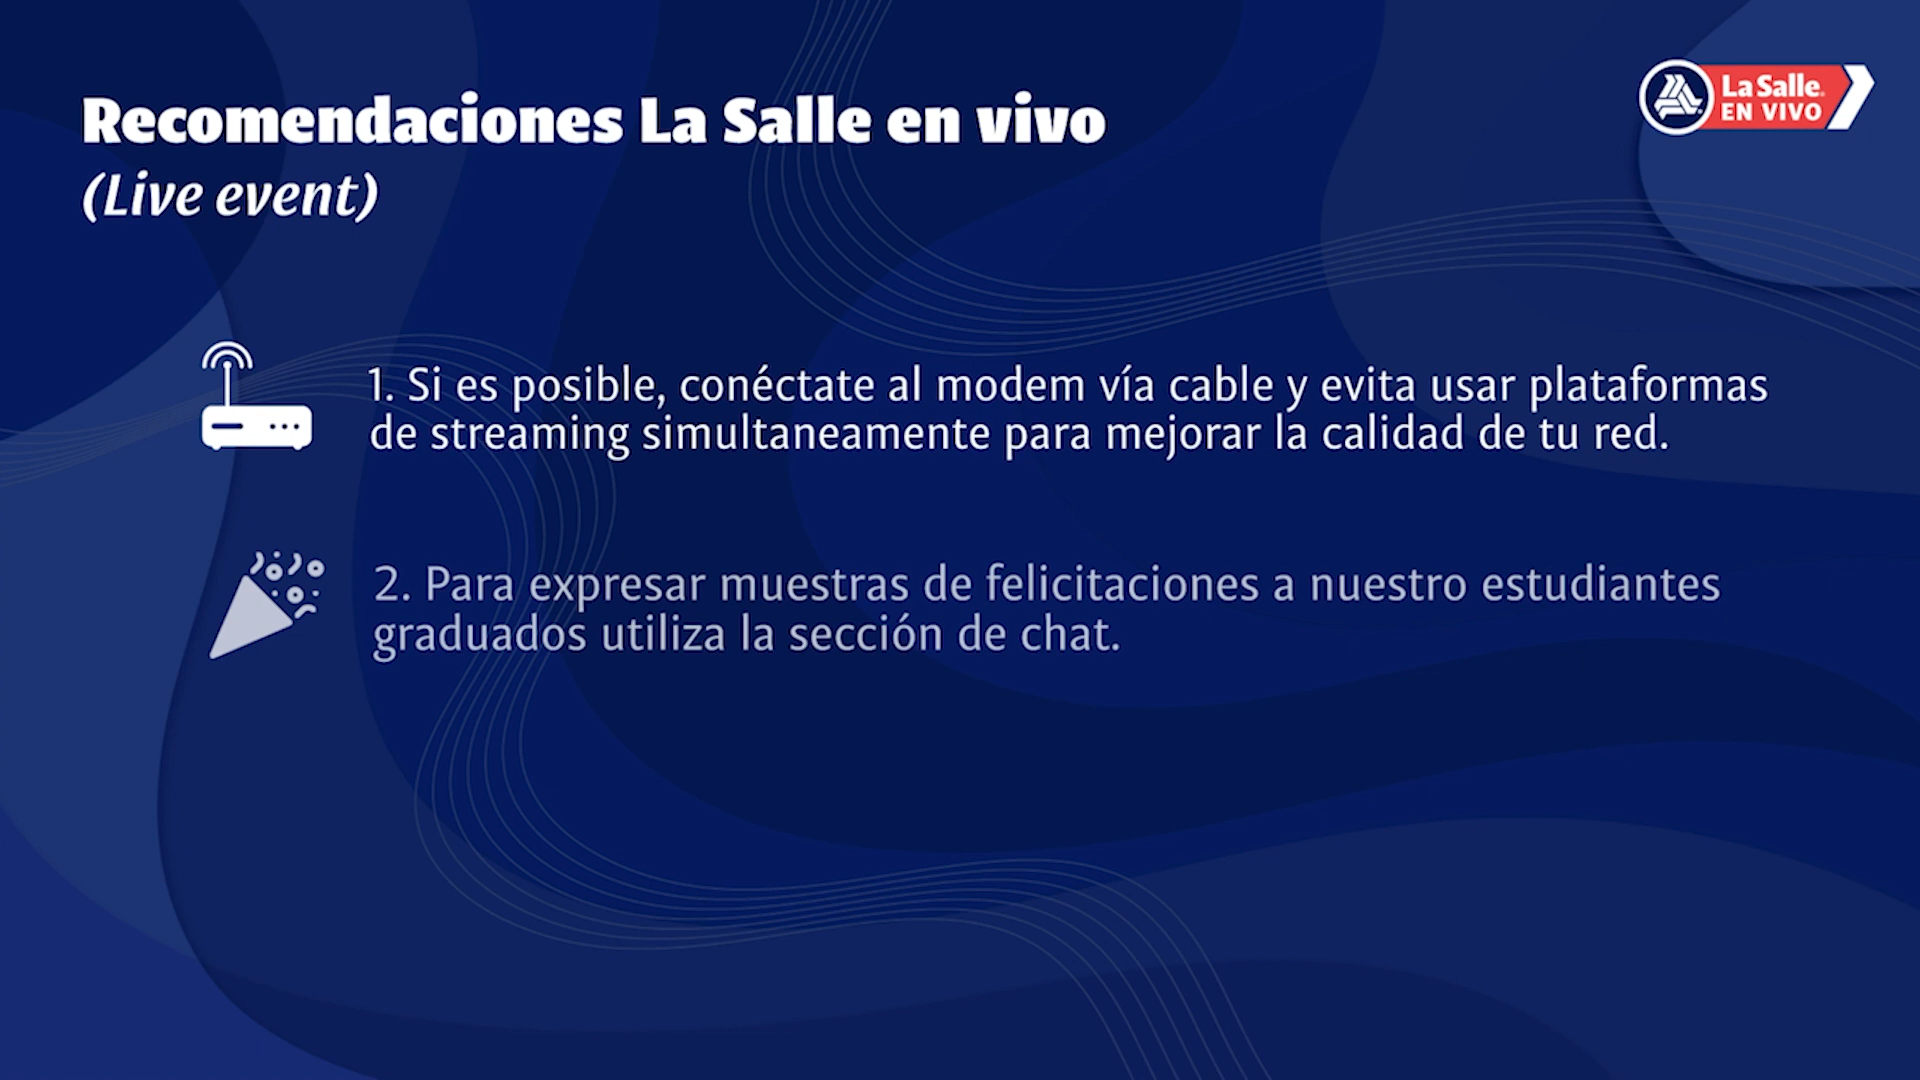 Recomendaciones La Salle en vivo
(Live event)
La Salle
EN VIVO
1. Si es posible, conéctate al modem vía cable y evita usar plataformas
de streaming simultaneamente para mejorar la calidad de tu red.
2. Para expresar muestras de felicitaciones a nuestro estudiantes
graduados utiliza la sección de chat.